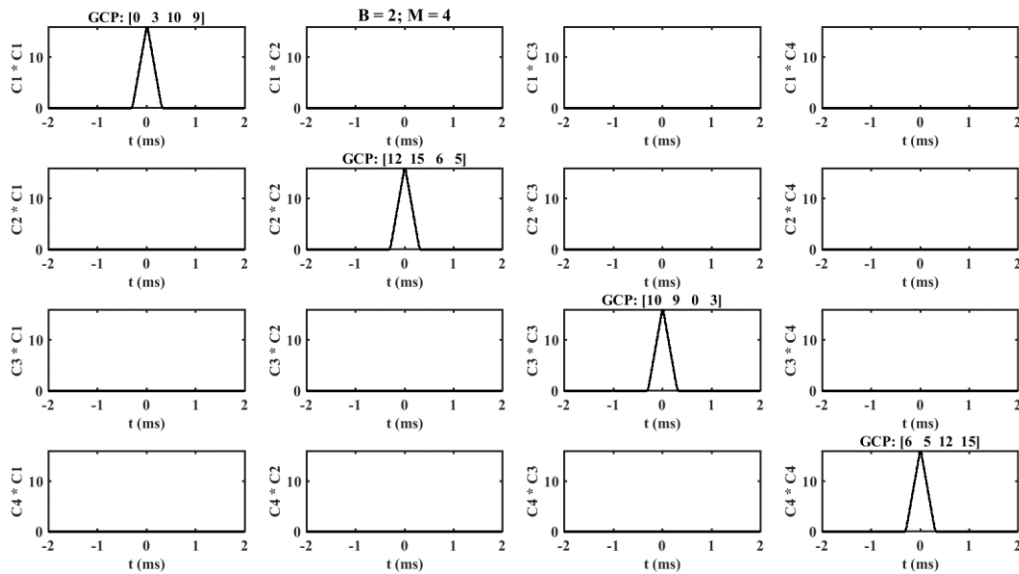 GCP: [0 3 10 9]
B = 2; M = 4
C1 * C1
10
0
-2 -1 0 1 2
t (ms)
C1 * C2
10
0
-2 -1 0 1 2
t (ms)
C1 * C3
10
0
-2 -1 0 1 2
t (ms)
C1 * C4
10
0
-2 -1 0 1 2
t (ms)
C2 * C1
10
0
-2 -1 0 1 2
t (ms)
GCP: [12 15 6 5]
C2 * C2
10
0
-2 -1 0 1 2
t (ms)
C2 * C3
10
0
-2 -1 0 1 2
t (ms)
C2 * C4
10
0
-2 -1 0 1 2
t (ms)
C3 * C1
10
0
-2 -1 0 1 2
t (ms)
C3 * C2
10
0
-2 -1 0 1 2
t (ms)
GCP: [10 9 0 3]
C3 * C3
10
0
-2 -1 0 1 2
t (ms)
C3 * C4
10
0
-2 -1 0 1 2
t (ms)
C4 * C1
10
0
-2 -1 0 1 2
t (ms)
C4 * C2
10
0
-2 -1 0 1 2
t (ms)
C4 * C3
10
0
-2 -1 0 1 2
t (ms)
GCP: [6 5 12 15]
C4 * C4
10
0
-2 -1 0 1 2
t (ms)